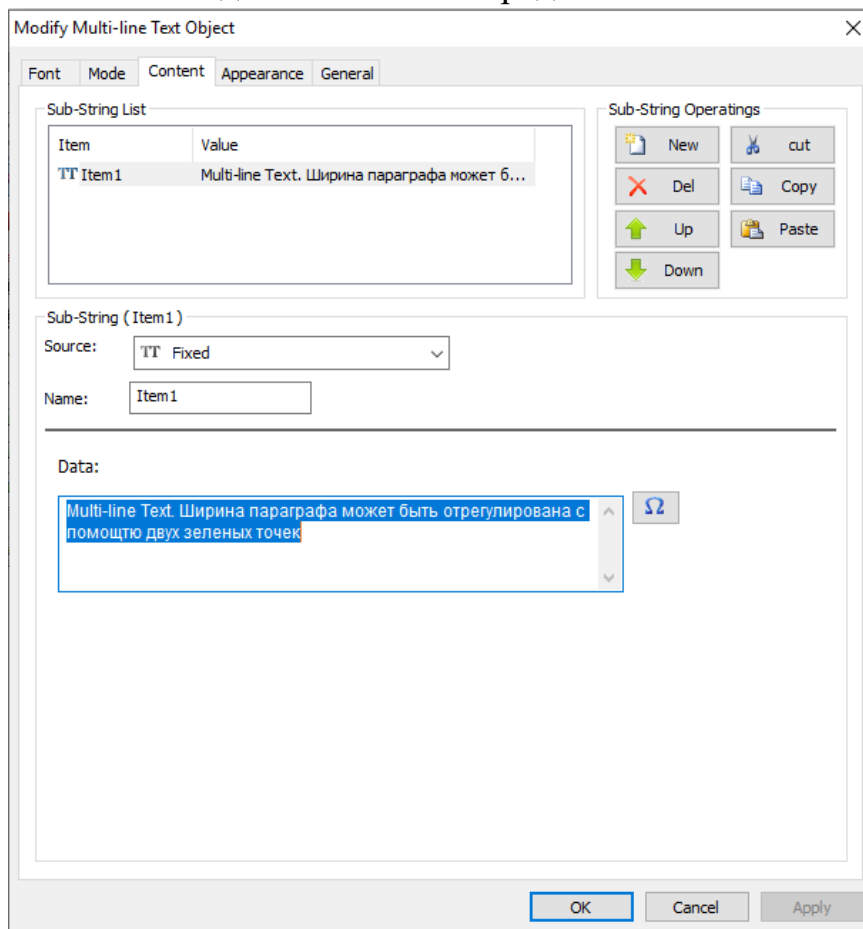 Modify Multi-line Text Object
Font Mode Content Appearance General
Sub-String List
Item Value
TT Item1 Multi-line Text. Ширина параграфа может б...
Sub-String Operatings
New cut
Del Copy
Up Paste
Down
Sub-String ( Item1 )
Source: TT Fixed
Name: Item1
Data:
Multi-line Text. Ширина параграфа может быть отрегулирована с
помощтю двух зеленых точек
Ω
OK Cancel Apply